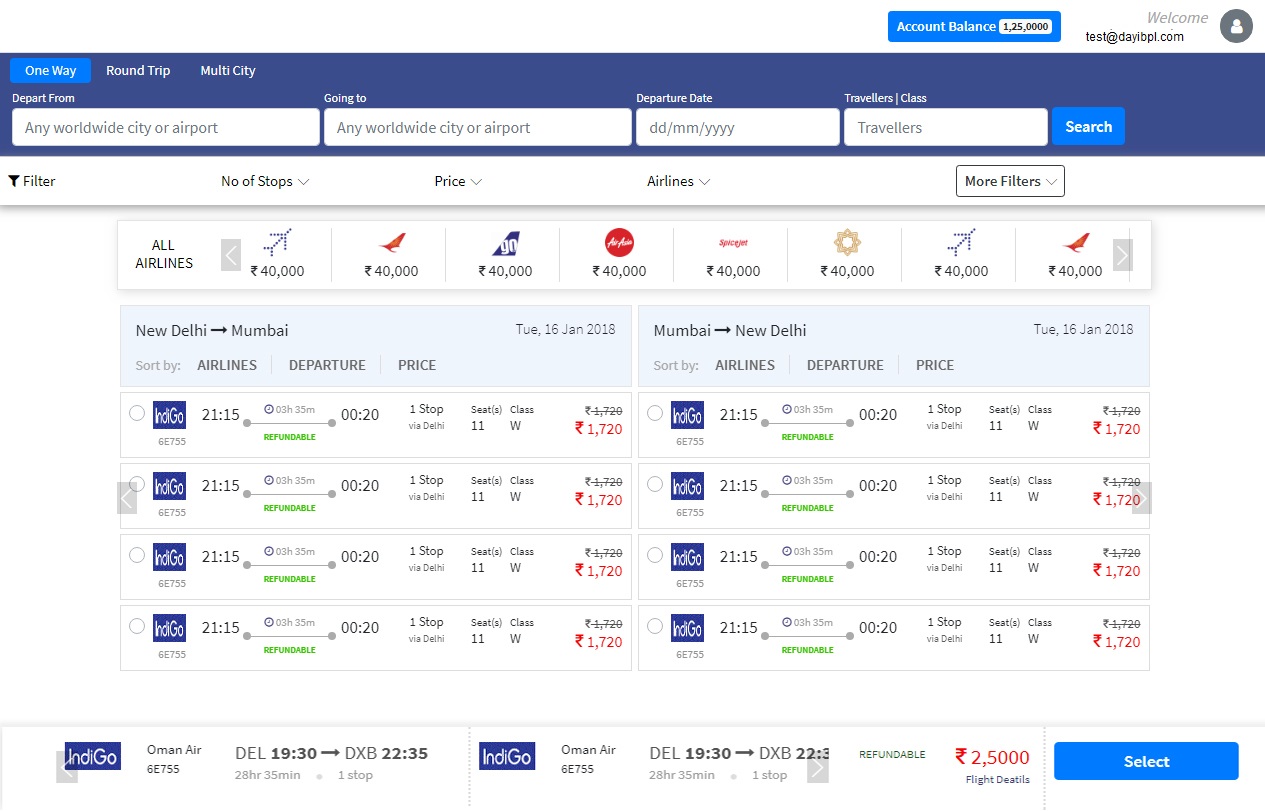 Account Balance 1,25,0000
Welcome
test@dayibpl.com
One Way Round Trip Multi City
Depart From Going to Departure Date Travellers | Class
Any worldwide city or airport Any worldwide city or airport dd/mm/yyyy Travellers Search
Filter No of Stops Price Airlines More Filters
ALL AIRLINES
Air Asia
go
Spicejet
₹ 40,000 ₹ 40,000 ₹ 40,000 ₹ 40,000 ₹ 40,000 ₹ 40,000 ₹ 40,000 ₹ 40,000
New Delhi → Mumbai Tue, 16 Jan 2018
Sort by: AIRLINES DEPARTURE PRICE
IndiGo 21:15 03h 35m 00:20 1 Stop Seat(s) Class ₹ 1,720
6E755 REFUNDABLE via Delhi 11 W ₹ 1,720
IndiGo 21:15 03h 35m 00:20 1 Stop Seat(s) Class ₹ 1,720
6E755 REFUNDABLE via Delhi 11 W ₹ 1,720
IndiGo 21:15 03h 35m 00:20 1 Stop Seat(s) Class ₹ 1,720
6E755 REFUNDABLE via Delhi 11 W ₹ 1,720
IndiGo 21:15 03h 35m 00:20 1 Stop Seat(s) Class ₹ 1,720
6E755 REFUNDABLE via Delhi 11 W ₹ 1,720
Mumbai → New Delhi Tue, 16 Jan 2018
Sort by: AIRLINES DEPARTURE PRICE
IndiGo 21:15 03h 35m 00:20 1 Stop Seat(s) Class ₹ 1,720
6E755 REFUNDABLE via Delhi 11 W ₹ 1,720
IndiGo 21:15 03h 35m 00:20 1 Stop Seat(s) Class ₹ 1,720
6E755 REFUNDABLE via Delhi 11 W ₹ 1,720
IndiGo 21:15 03h 35m 00:20 1 Stop Seat(s) Class ₹ 1,720
6E755 REFUNDABLE via Delhi 11 W ₹ 1,720
IndiGo 21:15 03h 35m 00:20 1 Stop Seat(s) Class ₹ 1,720
6E755 REFUNDABLE via Delhi 11 W ₹ 1,720
IndiGo Oman Air DEL 19:30 → DXB 22:35
6E755 28hr 35min 1 stop
IndiGo Oman Air DEL 19:30 → DXB 22:3
6E755 28hr 35min 1 stop
REFUNDABLE ₹ 2,5000
Flight Deatils
Select